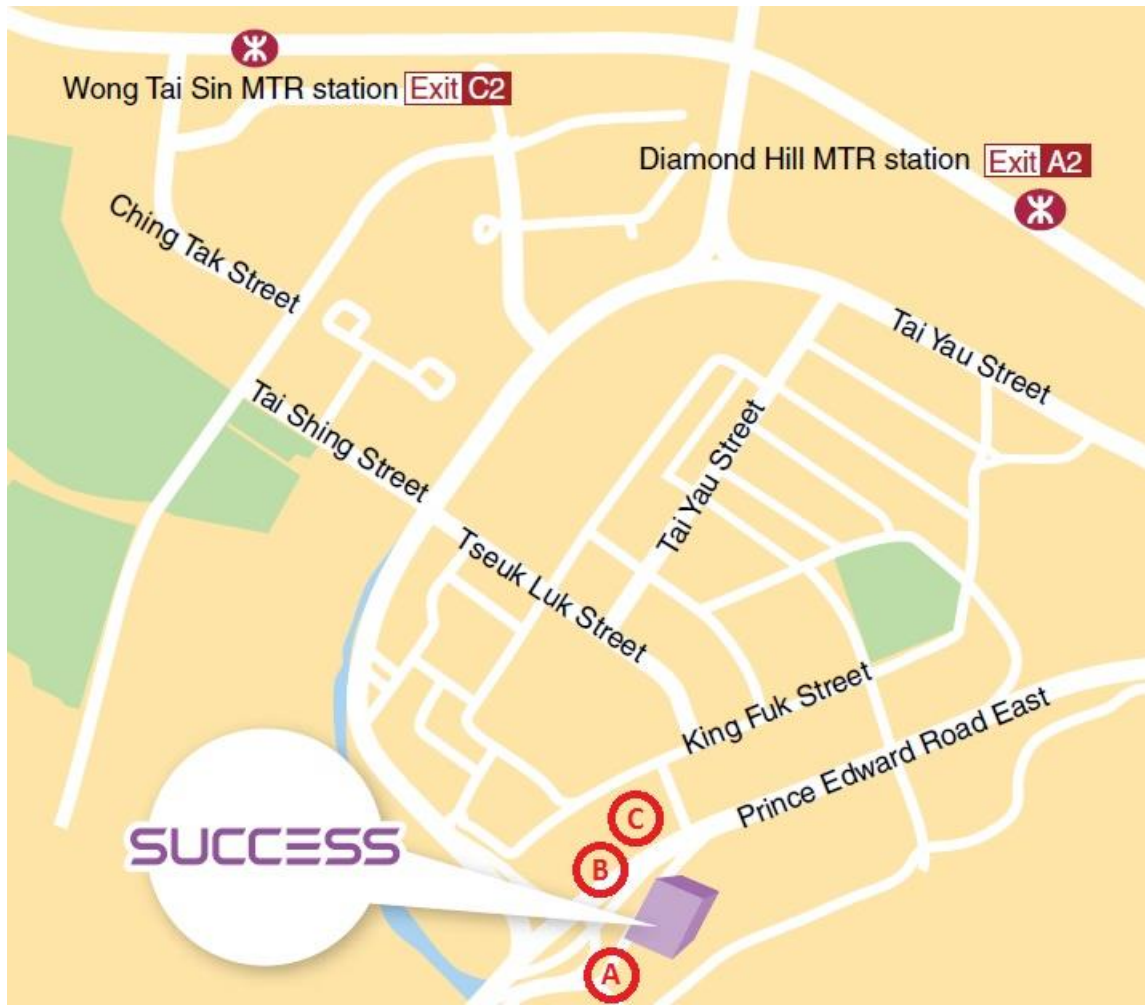 Wong Tai Sin MTR station Exit C2
Diamond Hill MTR station Exit A2
Ching Tak Street
Tai Yau Street
Tai Shing Street
Tai Yau Street
Tseuk Luk Street
King Fuk Street
Prince Edward Road East
C
SUCCESS
B
A